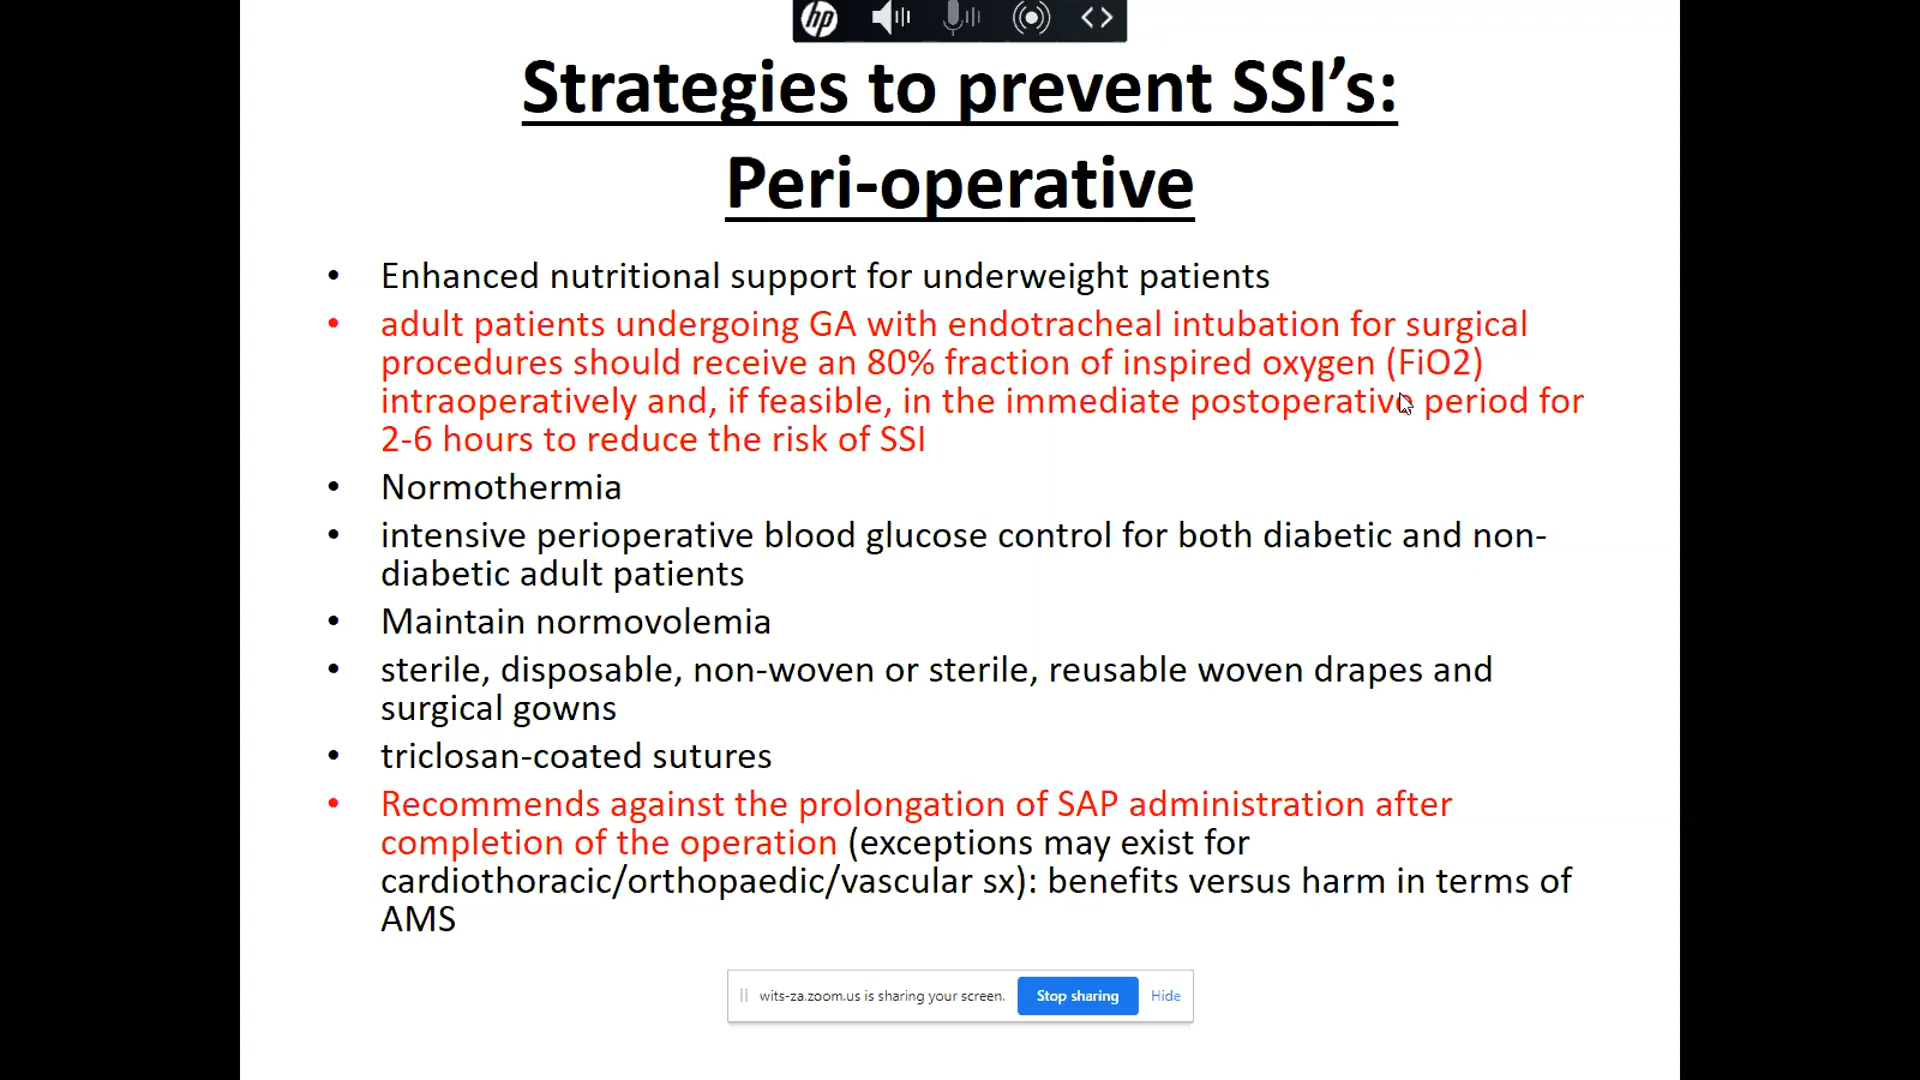 hp
Strategies to prevent SSI’s:
Peri-operative
• Enhanced nutritional support for underweight patients
• adult patients undergoing GA with endotracheal intubation for surgical
procedures should receive an 80% fraction of inspired oxygen (FiO2)
intraoperatively and, if feasible, in the immediate postoperative period for
2-6 hours to reduce the risk of SSI
• Normothermia
• intensive perioperative blood glucose control for both diabetic and non-
diabetic adult patients
• Maintain normovolemia
• sterile, disposable, non-woven or sterile, reusable woven drapes and
surgical gowns
• triclosan-coated sutures
• Recommends against the prolongation of SAP administration after
completion of the operation (exceptions may exist for
cardiothoracic/orthopaedic/vascular sx): benefits versus harm in terms of
AMS
wits-za.zoom.us is sharing your screen. Stop sharing Hide